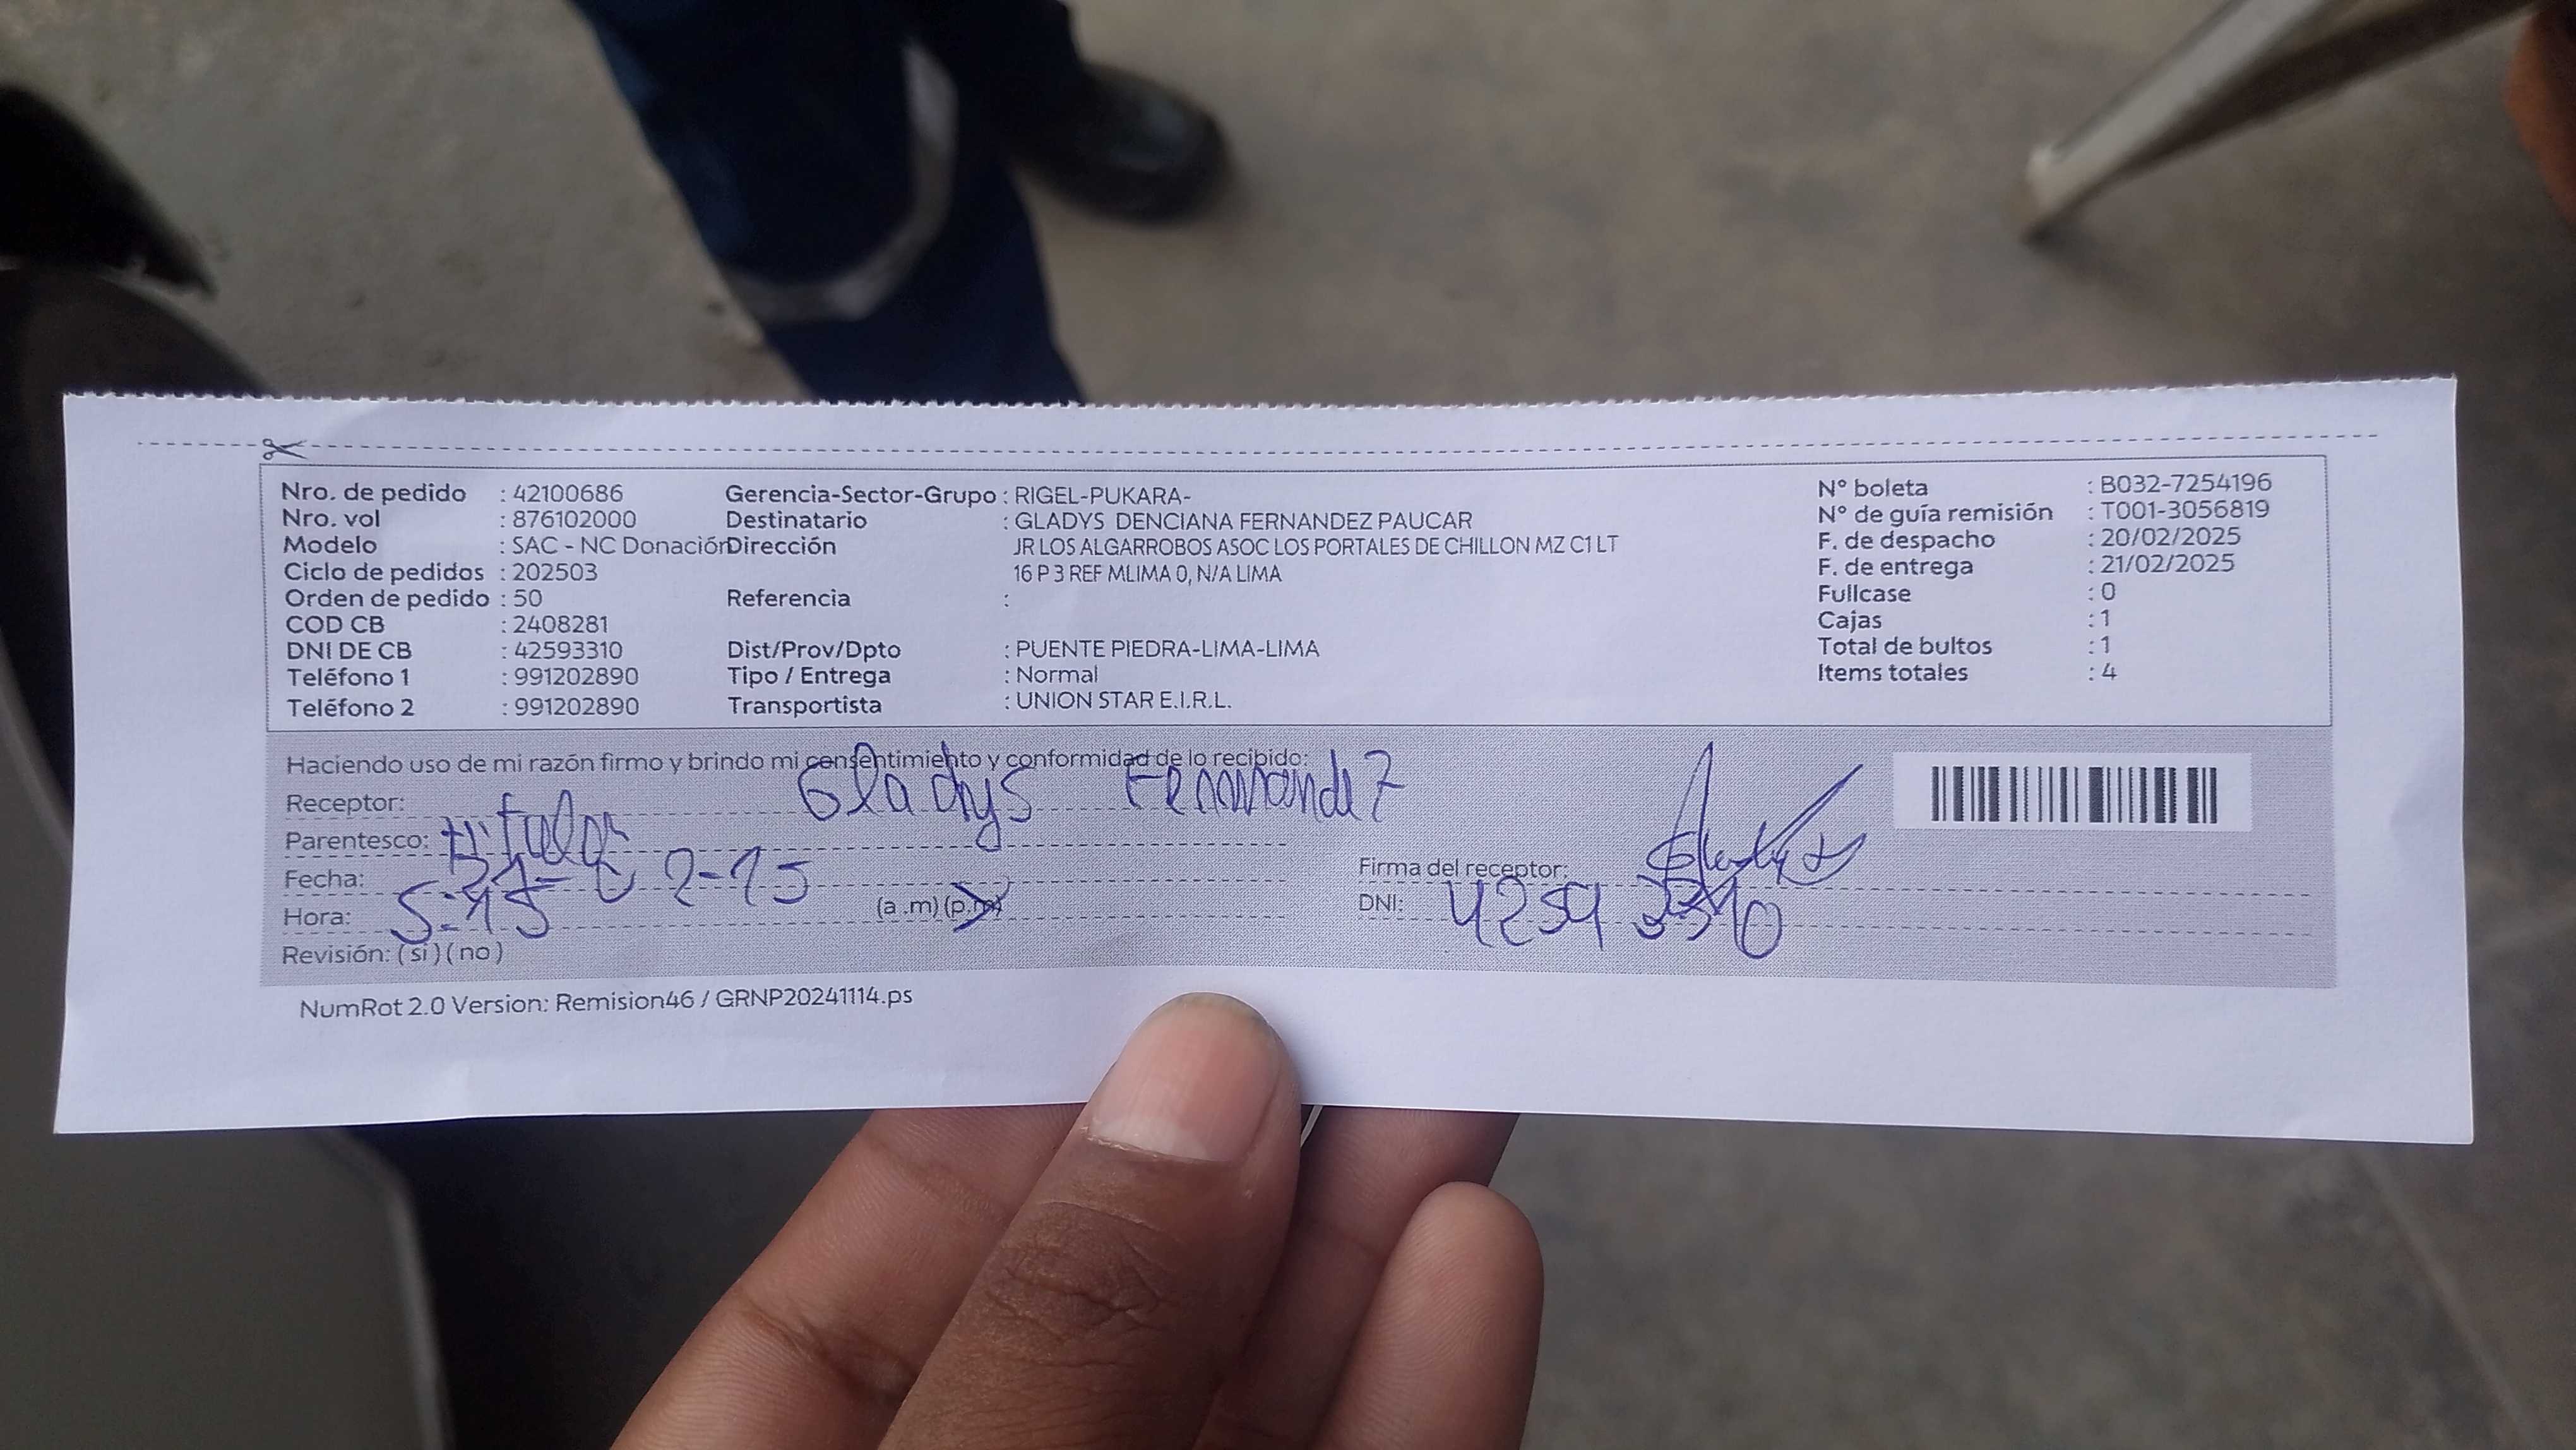 Nro. de pedido : 42100686 Gerencia-Sector-Grupo : RIGEL-PUKARA- N° boleta : B032-7254196
Nro. vol : 876102000 Destinatario : GLADYS DENCIANA FERNANDEZ PAUCAR N° de guía remisión : T001-3056819
Modelo : SAC - NC Donación Dirección JR LOS ALGARROBOS ASOC LOS PORTALES DE CHILLON MZ C1 LT F. de despacho : 20/02/2025
Ciclo de pedidos : 202503 16 P 3 REF MLIMA 0, N/A LIMA F. de entrega : 21/02/2025
Orden de pedido : 50 Referencia : Fullcase : 0
COD CB : 2408281 Cajas : 1
DNI DE CB : 42593310 Dist/Prov/Dpto : PUENTE PIEDRA-LIMA-LIMA Total de bultos : 1
Teléfono 1 : 991202890 Tipo / Entrega : Normal Items totales : 4
Teléfono 2 : 991202890 Transportista : UNION STAR E.I.R.L.
Haciendo uso de mi razón firmo y brindo mi consentimiento y conformidad de lo recibido:
Receptor: Gladys Fernandez
Parentesco: titular
Fecha: 21-02-25 Firma del receptor:
Hora: 5:45 (a .m) (p.m) DNI: 42593310
Revisión: ( si ) ( no )
NumRot 2.0 Version: Remision46 / GRNP20241114.ps